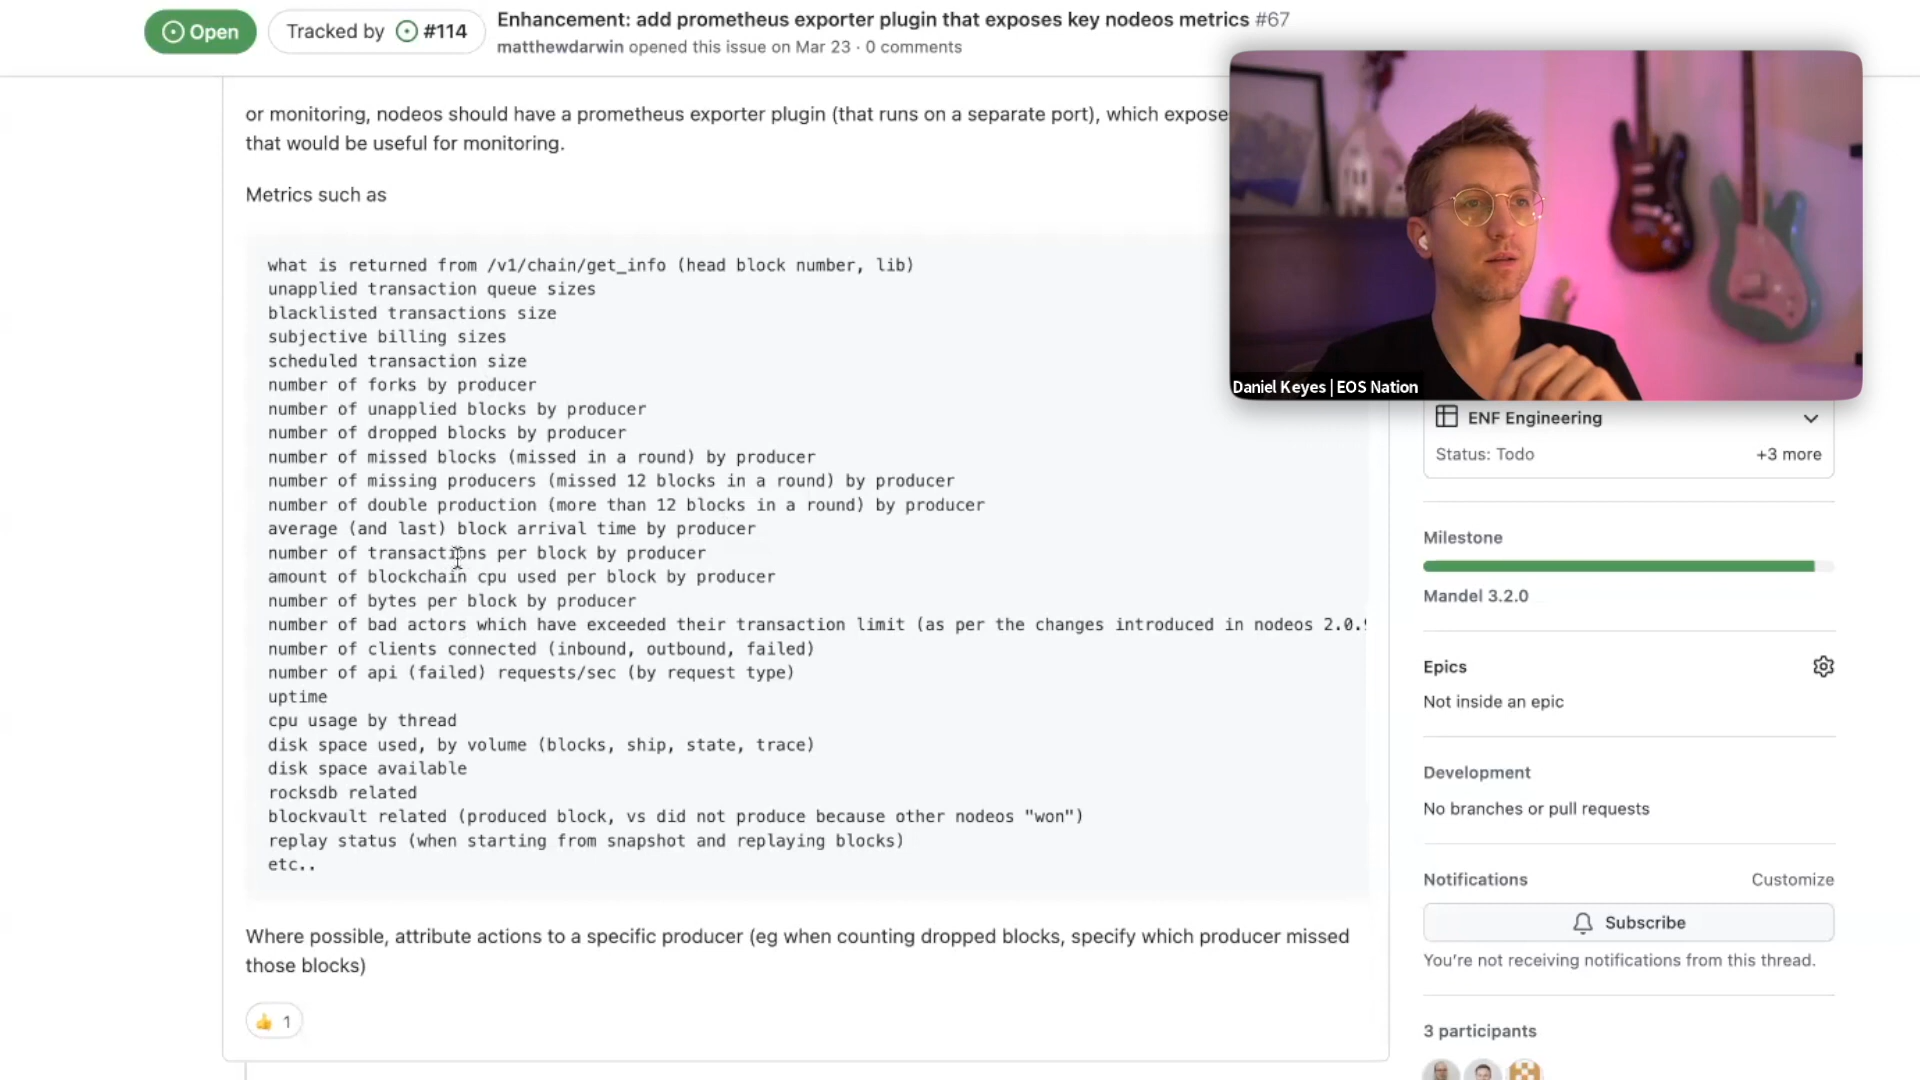 Open
Tracked by #114
Enhancement: add prometheus exporter plugin that exposes key nodeos metrics #67
matthewdarwin opened this issue on Mar 23 · 0 comments
or monitoring, nodeos should have a prometheus exporter plugin (that runs on a separate port), which expose
that would be useful for monitoring.
Metrics such as
what is returned from /v1/chain/get_info (head block number, lib)
unapplied transaction queue sizes
blacklisted transactions size
subjective billing sizes
scheduled transaction size
number of forks by producer
number of unapplied blocks by producer
number of dropped blocks by producer
number of missed blocks (missed in a round) by producer
number of missing producers (missed 12 blocks in a round) by producer
number of double production (more than 12 blocks in a round) by producer
average (and last) block arrival time by producer
number of transactions per block by producer
amount of blockchain cpu used per block by producer
number of bytes per block by producer
number of bad actors which have exceeded their transaction limit (as per the changes introduced in nodeos 2.0.9
number of clients connected (inbound, outbound, failed)
number of api (failed) requests/sec (by request type)
uptime
cpu usage by thread
disk space used, by volume (blocks, ship, state, trace)
disk space available
rocksdb related
blockvault related (produced block, vs did not produce because other nodeos "won")
replay status (when starting from snapshot and replaying blocks)
etc..
Where possible, attribute actions to a specific producer (eg when counting dropped blocks, specify which producer missed
those blocks)
👍 1
Daniel Keyes | EOS Nation
ENF Engineering
Status: Todo +3 more
Milestone
Mandel 3.2.0
Epics
Not inside an epic
Development
No branches or pull requests
Notifications Customize
Subscribe
You're not receiving notifications from this thread.
3 participants